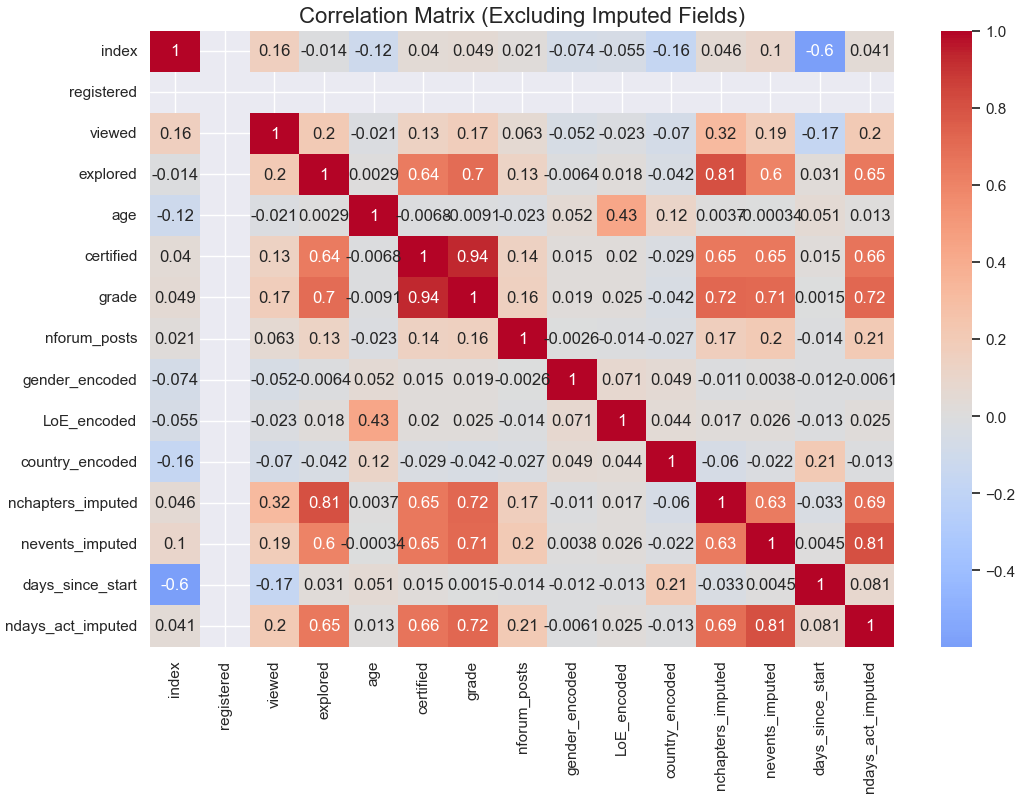 Correlation Matrix (Excluding Imputed Fields)
index 1 0.16 -0.014 -0.12 0.04 0.049 0.021 -0.074 -0.055 -0.16 0.046 0.1 -0.6 0.041
registered
viewed 0.16 1 0.2 -0.021 0.13 0.17 0.063 -0.052 -0.023 -0.07 0.32 0.19 -0.17 0.2
explored -0.014 0.2 1 0.0029 0.64 0.7 0.13 -0.0064 0.018 -0.042 0.81 0.6 0.031 0.65
age -0.12 -0.021 0.0029 1 -0.0068 -0.0091 -0.023 0.052 0.43 0.12 0.0037 -0.00034 0.051 0.013
certified 0.04 0.13 0.64 -0.0068 1 0.94 0.14 0.015 0.02 -0.029 0.65 0.65 0.015 0.66
grade 0.049 0.17 0.7 -0.0091 0.94 1 0.16 0.019 0.025 -0.042 0.72 0.71 0.0015 0.72
nforum_posts 0.021 0.063 0.13 -0.023 0.14 0.16 1 -0.0026 -0.014 -0.027 0.17 0.2 -0.014 0.21
gender_encoded -0.074 -0.052 -0.0064 0.052 0.015 0.019 -0.0026 1 0.071 0.049 -0.011 0.0038 -0.012 -0.0061
LoE_encoded -0.055 -0.023 0.018 0.43 0.02 0.025 -0.014 0.071 1 0.044 0.017 0.026 -0.013 0.025
country_encoded -0.16 -0.07 -0.042 0.12 -0.029 -0.042 -0.027 0.049 0.044 1 -0.06 -0.022 0.21 -0.013
nchapters_imputed 0.046 0.32 0.81 0.0037 0.65 0.72 0.17 -0.011 0.017 -0.06 1 0.63 -0.033 0.69
nevents_imputed 0.1 0.19 0.6 -0.00034 0.65 0.71 0.2 0.0038 0.026 -0.022 0.63 1 0.0045 0.81
days_since_start -0.6 -0.17 0.031 0.051 0.015 0.0015 -0.014 -0.012 -0.013 0.21 -0.033 0.0045 1 0.081
ndays_act_imputed 0.041 0.2 0.65 0.013 0.66 0.72 0.21 -0.0061 0.025 -0.013 0.69 0.81 0.081 1
index
registered
viewed
explored
age
certified
grade
nforum_posts
gender_encoded
LoE_encoded
country_encoded
nchapters_imputed
nevents_imputed
days_since_start
ndays_act_imputed
1.0
0.8
0.6
0.4
0.2
0.0
−0.2
−0.4